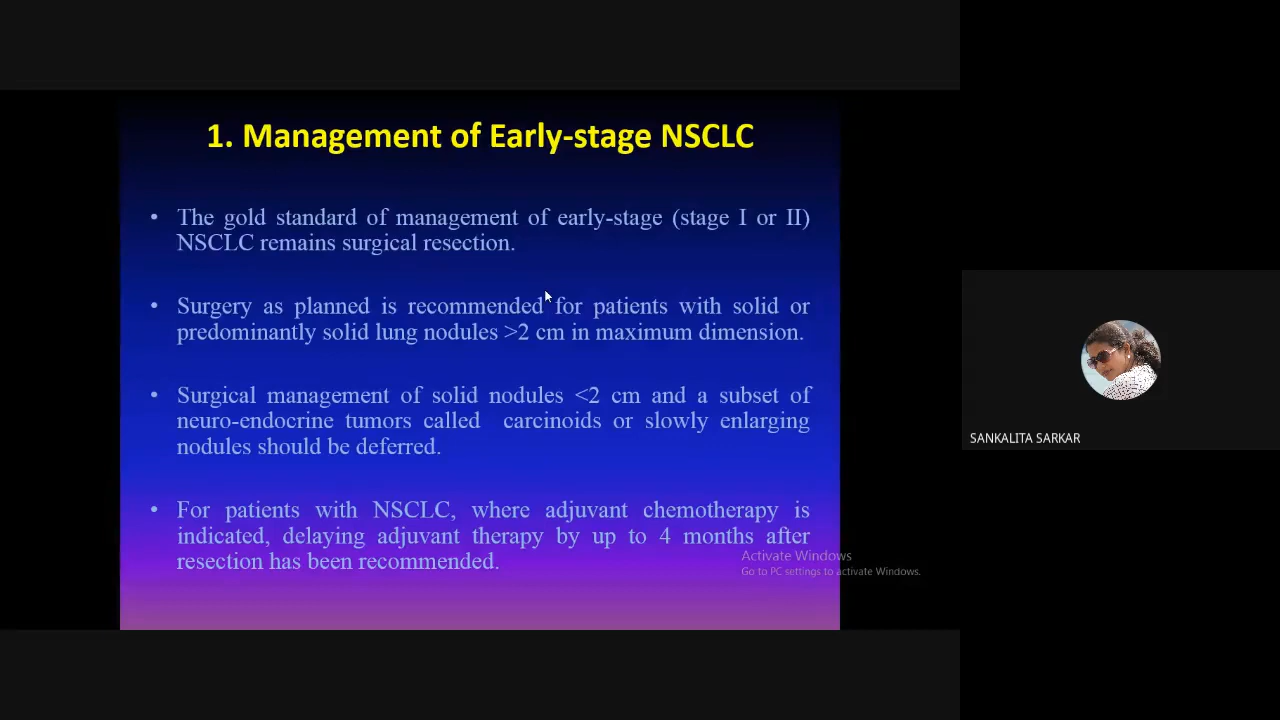 1. Management of Early-stage NSCLC
• The gold standard of management of early-stage (stage I or II)
NSCLC remains surgical resection.
• Surgery as planned is recommended for patients with solid or
predominantly solid lung nodules >2 cm in maximum dimension.
• Surgical management of solid nodules <2 cm and a subset of
neuro-endocrine tumors called carcinoids or slowly enlarging
nodules should be deferred.
• For patients with NSCLC, where adjuvant chemotherapy is
indicated, delaying adjuvant therapy by up to 4 months after
resection has been recommended.
Activate Windows
Go to PC settings to activate Windows.
SANKALITA SARKAR